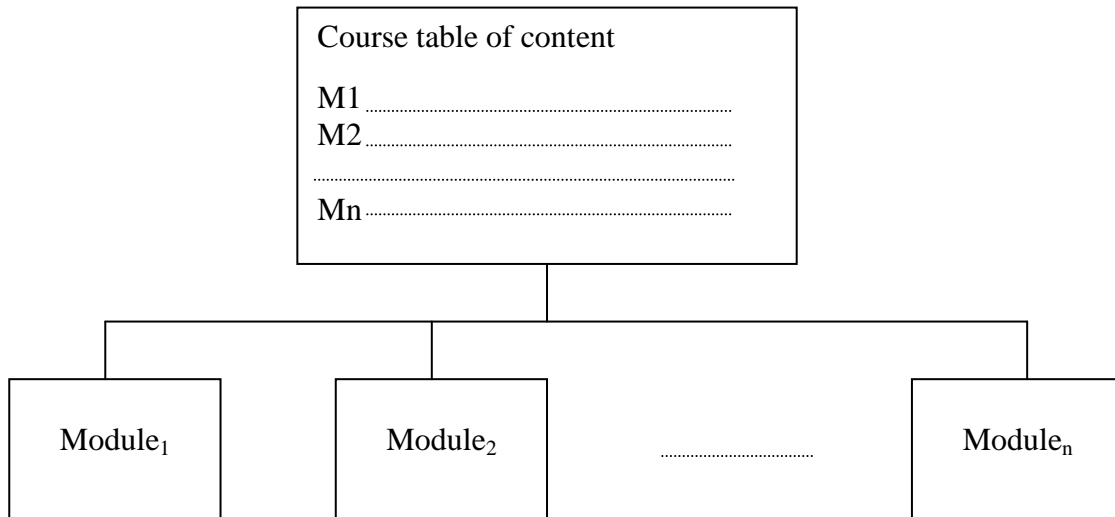 Course table of content
M1 ........................................
M2 ........................................
........................................
Mn ........................................
Module₁
Module₂
....................
Moduleₙ